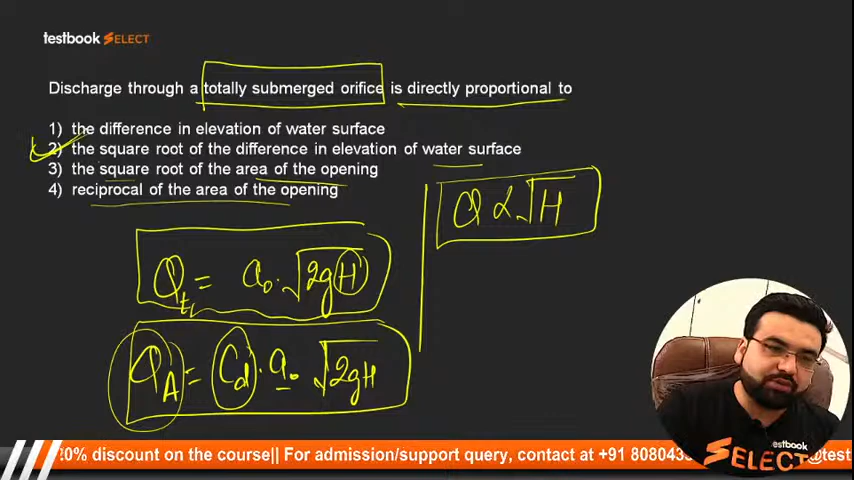 testbook SELECT
Discharge through a totally submerged orifice is directly proportional to
1) the difference in elevation of water surface
2) the square root of the difference in elevation of water surface
3) the square root of the area of the opening
4) reciprocal of the area of the opening
Q ∝ √H
Qt = a₀ · √2gH
QA = Cd · a₀ √2gH
testbook
SELECT
20% discount on the course|| For admission/support query, contact at +91 80804